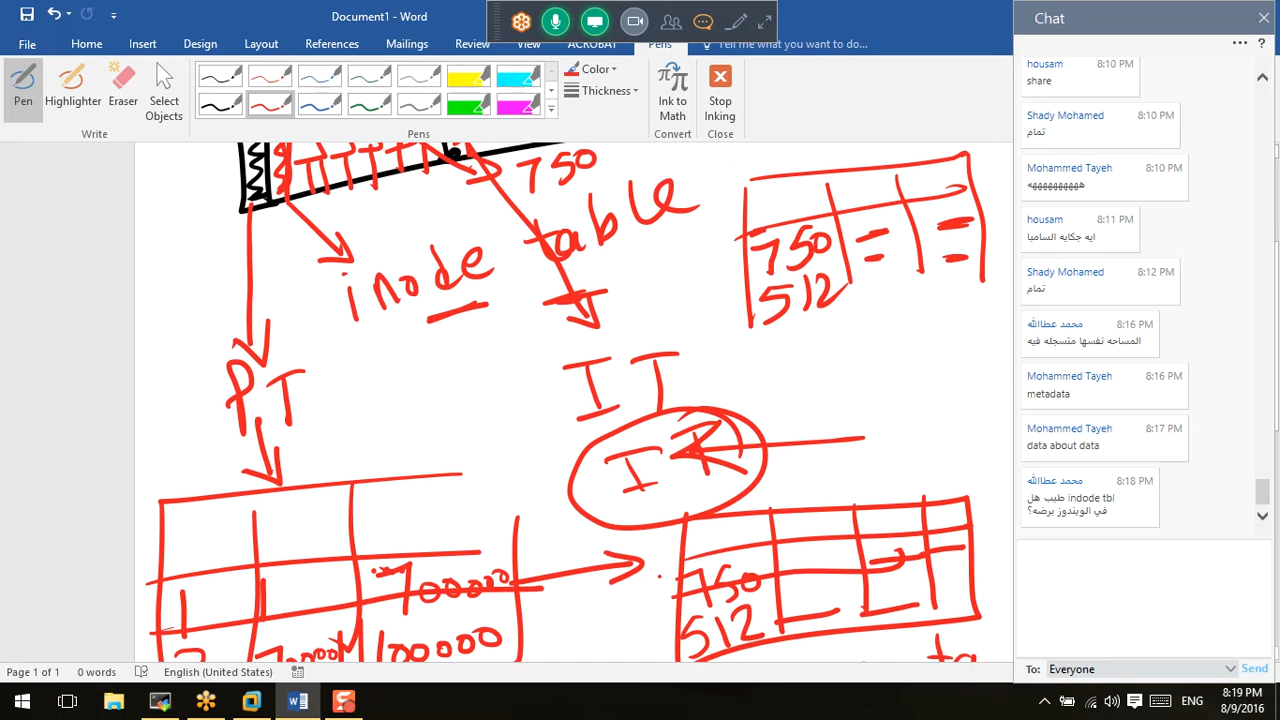 Document1 - Word
File
Home
Insert
Design
Layout
References
Mailings
Review
View
ACROBAT
Pens
Tell me what you want to do...
Pen
Highlighter
Eraser
Select
Objects
Color
Thickness
Ink to
Math
Stop
Inking
Write
Pens
Convert
Close
750
inode table
750
512
PT
IT
IR
1
1
700000
100000
750
512
Page 1 of 1
0 words
English (United States)
Chat
housam
8:10 PM
share
Shady Mohamed
8:10 PM
تمام
Mohammed Tayeh
8:10 PM
هههههههههههه
housam
8:11 PM
ايه جكايه السامبا
Shady Mohamed
8:12 PM
تمام
محمد عطاالله
8:16 PM
المساحه نفسها متسجله فيه
Mohammed Tayeh
8:16 PM
metadata
Mohammed Tayeh
8:17 PM
data about data
محمد عطاالله
8:18 PM
طيب هل indode tbl
في الويندوز برضه؟
To:
Everyone
Send
ENG
8:19 PM
8/9/2016